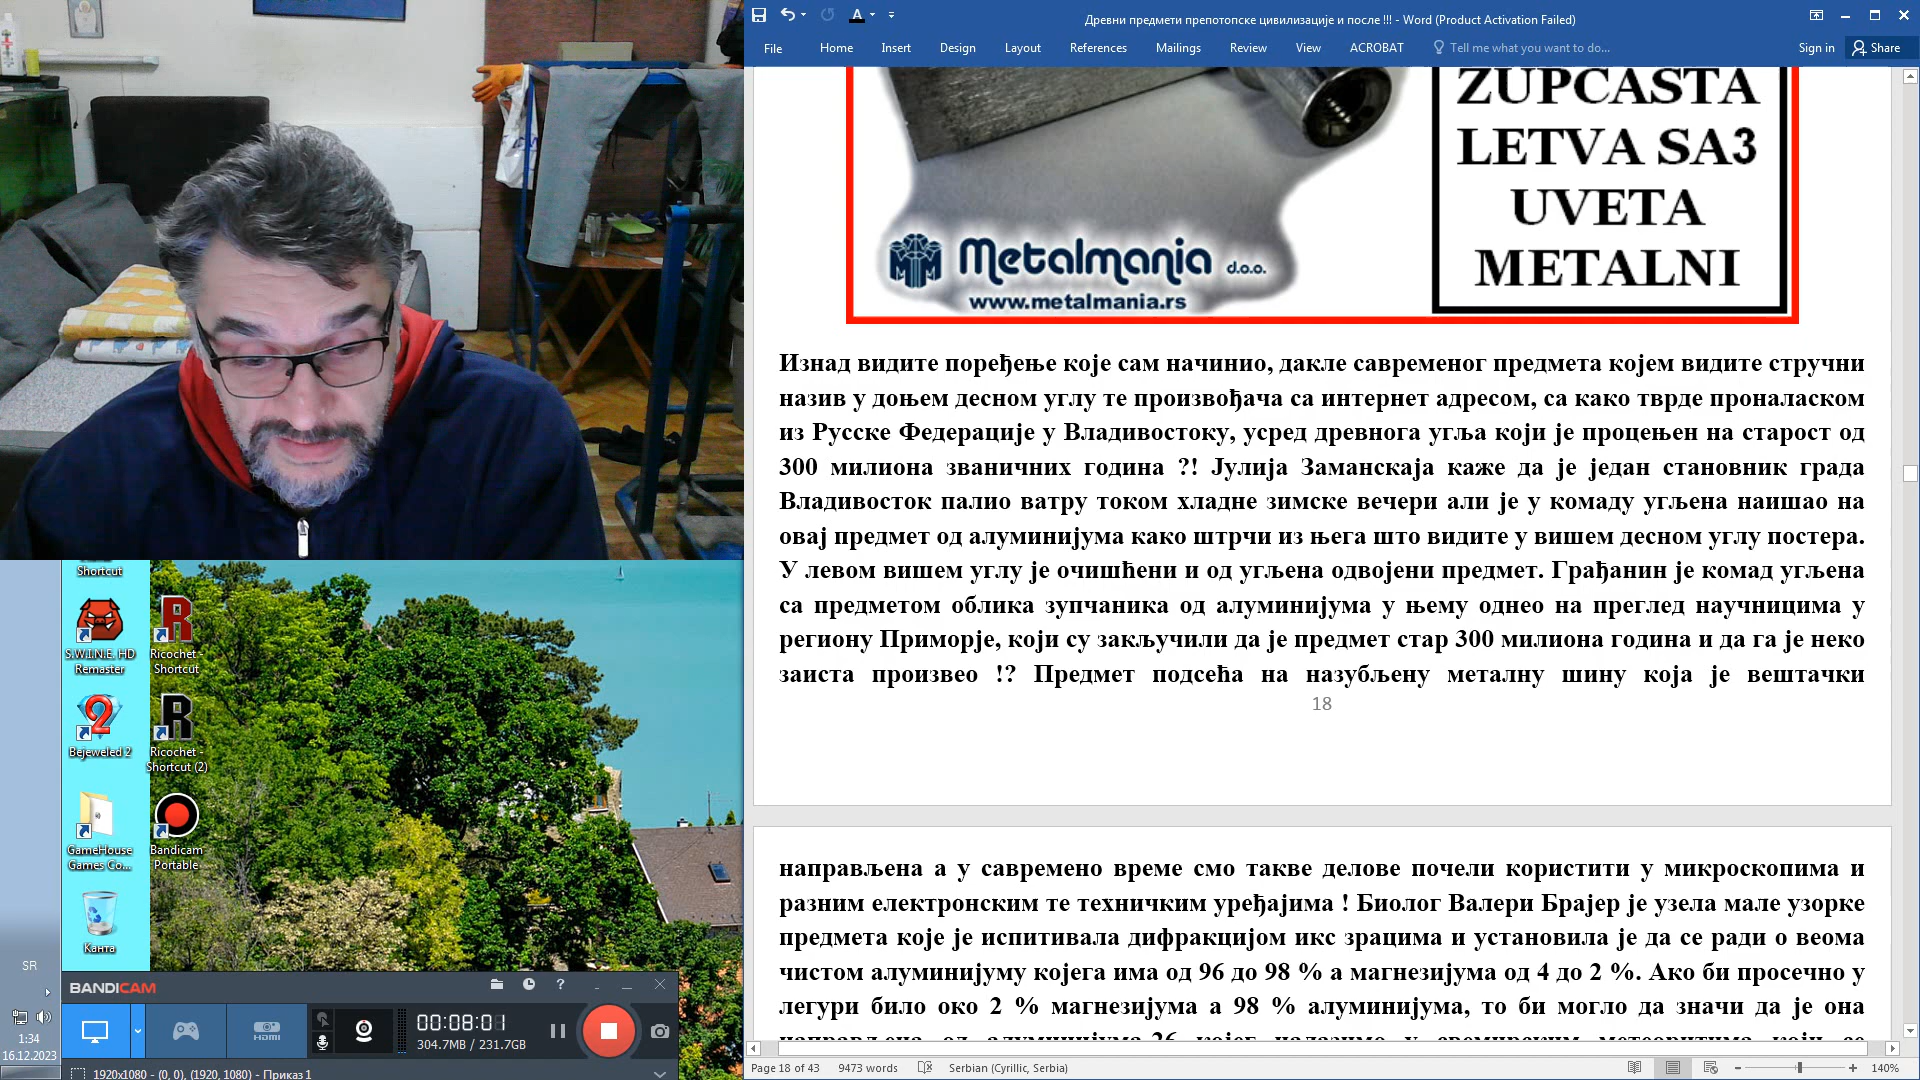 Древни предмети препотопске цивилизације и после !!! - Word (Product Activation Failed)
File Home Insert Design Layout References Mailings Review View ACROBAT Tell me what you want to do... Sign in Share
ZUPCASTA
LETVA SA3
UVETA
METALNI
Metalmania d.o.o.
www.metalmania.rs
Изнад видите поређење које сам начинио, дакле савременог предмета којем видите стручни
назив у доњем десном углу те произвођача са интернет адресом, са како тврде проналаском
из Русске Федерације у Владивостоку, усред древнога угља који је процењен на старост од
300 милиона званичних година ?! Јулија Заманскаја каже да је један становник града
Владивосток палио ватру током хладне зимске вечери али је у комаду угљена наишао на
овај предмет од алуминијума како штрчи из њега што видите у вишем десном углу постера.
У левом вишем углу је очишћени и од угљена одвојени предмет. Грађанин је комад угљена
са предметом облика зупчаника од алуминијума у њему однео на преглед научницима у
региону Приморје, који су закључили да је предмет стар 300 милиона година и да га је неко
заиста произвео !? Предмет подсећа на назубљену металну шину која је вештачки
18
направљена а у савремено време смо такве делове почели користити у микроскопима и
разним електронским те техничким уређајима ! Биолог Валери Брајер је узела мале узорке
предмета које је испитивала дифракцијом икс зрацима и установила је да се ради о веома
чистом алуминијуму којега има од 96 до 98 % а магнезијума од 4 до 2 %. Ако би просечно у
легури било око 2 % магнезијума а 98 % алуминијума, то би могло да значи да је она
направљена од алуминијума-26 којег налазимо у свемирским метеоритима који се
Page 18 of 43 9473 words Serbian (Cyrillic, Serbia) 140%
Shortcut
S.W.I.N.E. HD
Remaster
Ricochet -
Shortcut
Bejeweled 2
Ricochet -
Shortcut (2)
GameHouse
Games Co...
Bandicam
Portable
Канта
SR
1:34
16.12.2023
BANDICAM
HDMI
00:08:01
304.7MB / 231.7GB
1920x1080 - (0, 0), (1920, 1080) - Приказ 1